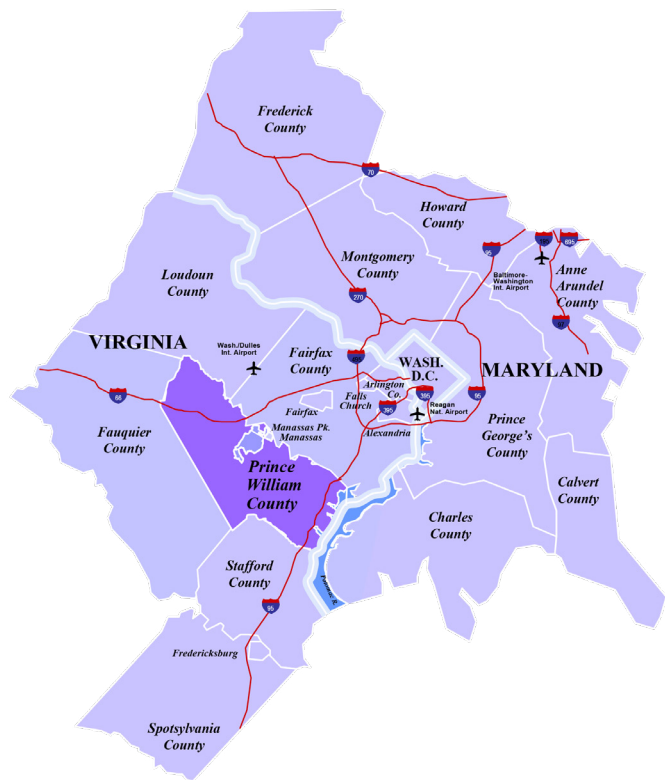 Frederick
County
70
Howard
County
95
195
695
Montgomery
County
Baltimore-
Washington
Int. Airport
Anne
Arundel
County
Loudoun
County
270
97
VIRGINIA
Wash./Dulles
Int. Airport
Fairfax
County
495
WASH.
D.C.
MARYLAND
66
Falls
Church
Arlington
Co.
395
395
95
Reagan
Nat. Airport
Fairfax
Manassas Pk.
Manassas
Alexandria
Prince
George's
County
Fauquier
County
Prince
William
County
Calvert
County
Charles
County
Stafford
County
Potomac R.
95
Fredericksburg
Spotsylvania
County